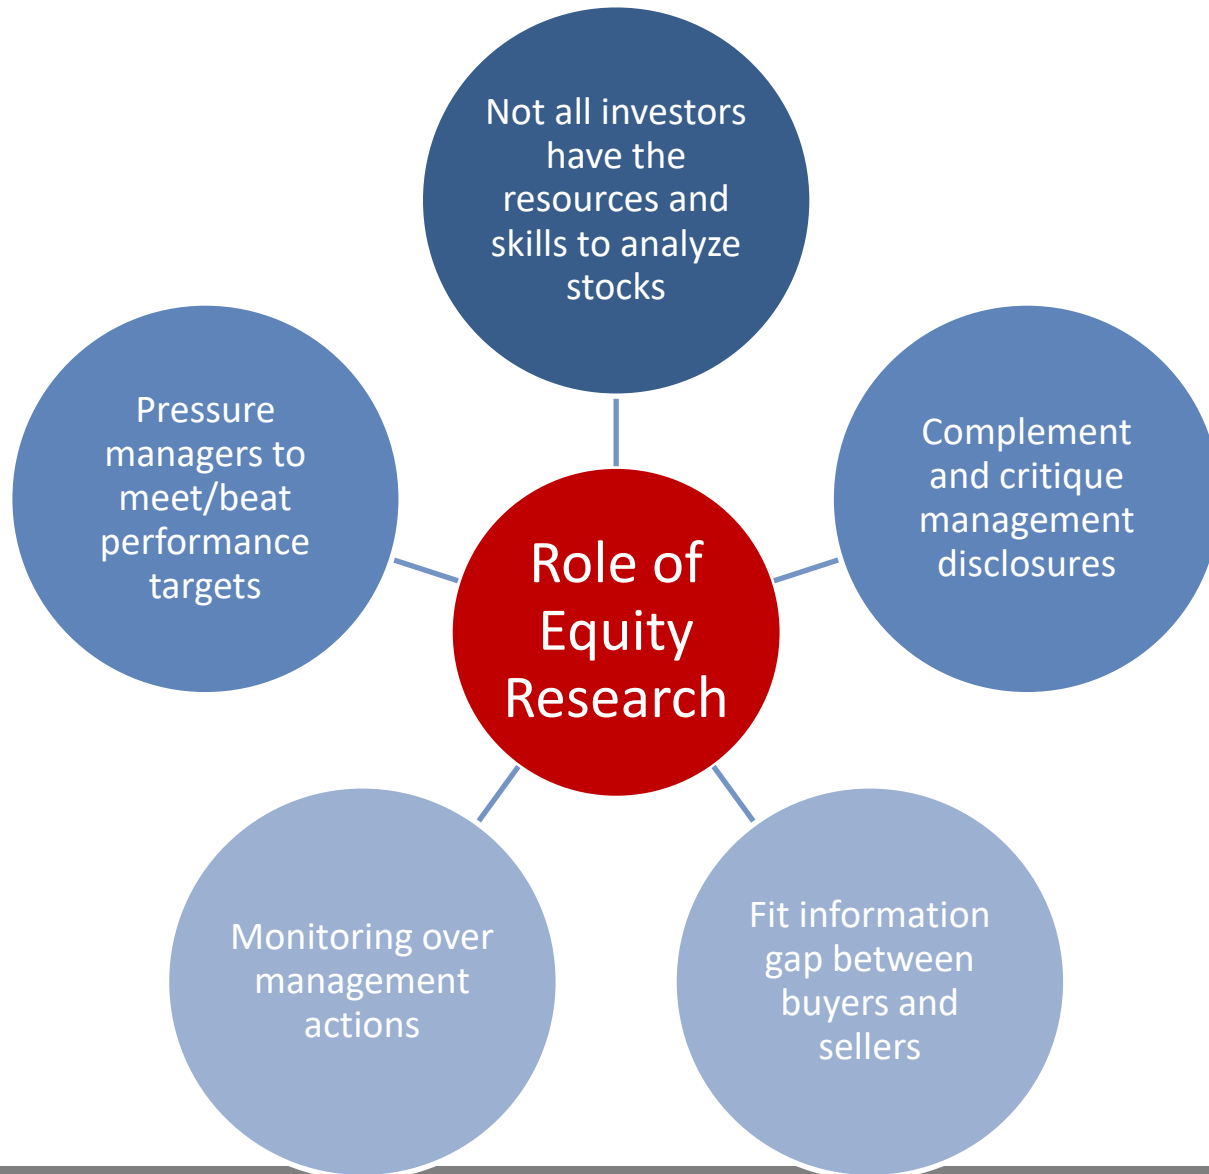 Not all investors
have the
resources and
skills to analyze
stocks
Pressure
managers to
meet/beat
performance
targets
Complement
and critique
management
disclosures
Role of
Equity
Research
Monitoring over
management
actions
Fit information
gap between
buyers and
sellers